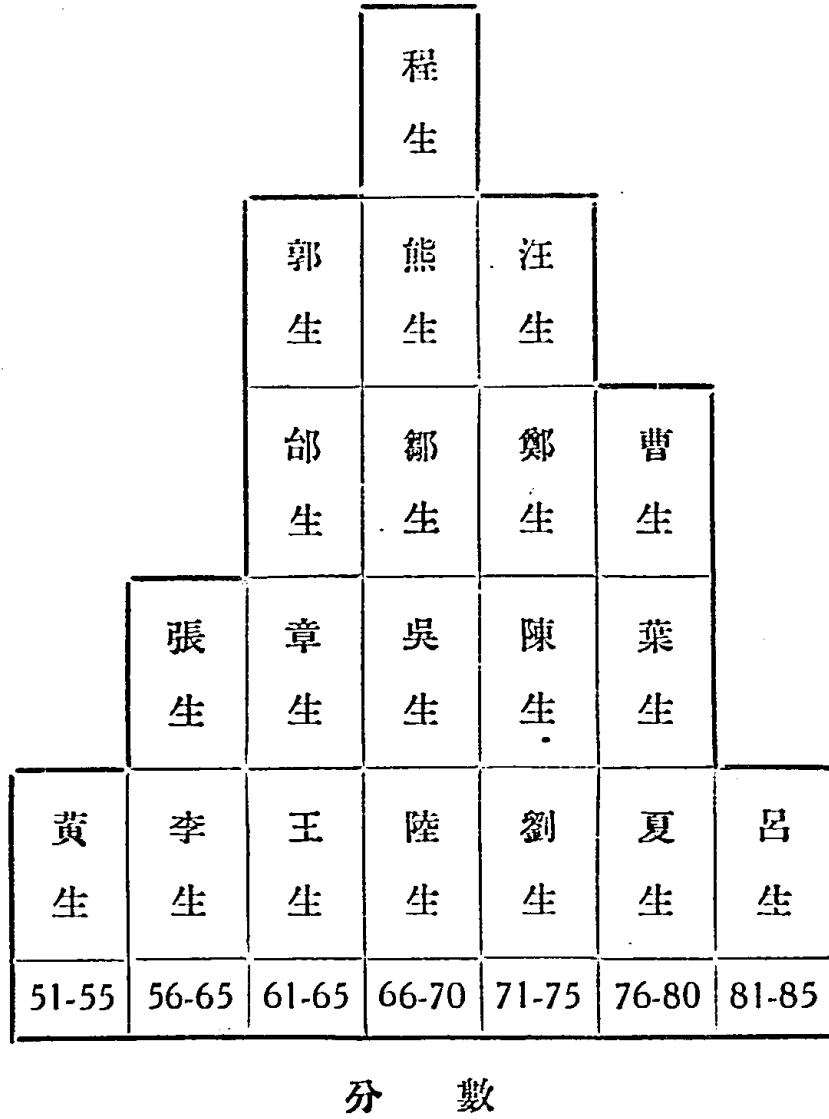 程生
郭生 熊生 汪生
邰生 鄒生 鄭生 曹生
張生 章生 吳生 陳生 葉生
黃生 李生 王生 陸生 劉生 夏生 呂生
51-55 56-65 61-65 66-70 71-75 76-80 81-85
分數